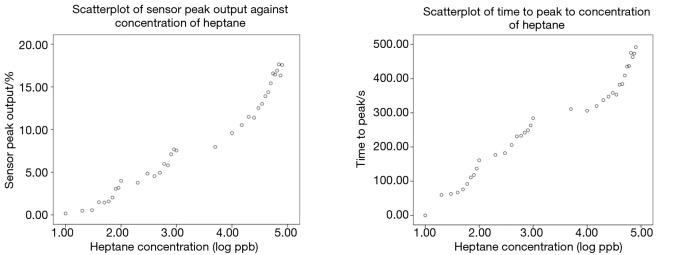 Scatterplot of sensor peak output against
concentration of heptane
Sensor peak output/%
20.00
15.00
10.00
5.00
0.00
1.00 2.00 3.00 4.00 5.00
Heptane concentration (log ppb)
Scatterplot of time to peak to concentration
of heptane
Time to peak/s
500.00
400.00
300.00
200.00
100.00
0.00
1.00 2.00 3.00 4.00 5.00
Heptane concentration (log ppb)